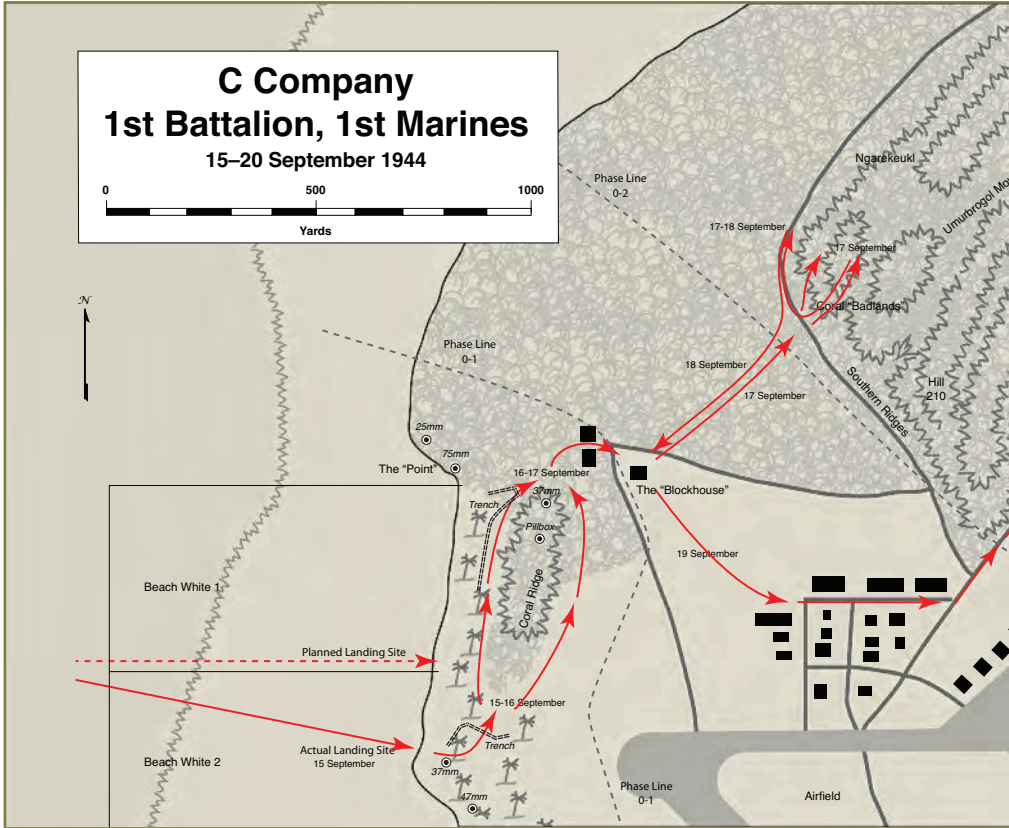 C Company
1st Battalion, 1st Marines
15–20 September 1944
0 500 1000
Yards
N
Phase Line
0-2
Ngarekeukl
Umurbrogol Mo
17-18 September
17 September
Coral "Badlands"
Phase Line
0-1
18 September
17 September
Southern Ridges
Hill
210
25mm
75mm
The "Point"
16-17 September
37mm
Trench
The "Blockhouse"
Pillbox
19 September
Coral Ridge
Beach White 1
Planned Landing Site
15-16 September
Trench
Actual Landing Site
15 September
Beach White 2
37mm
47mm
Phase Line
0-1
Airfield